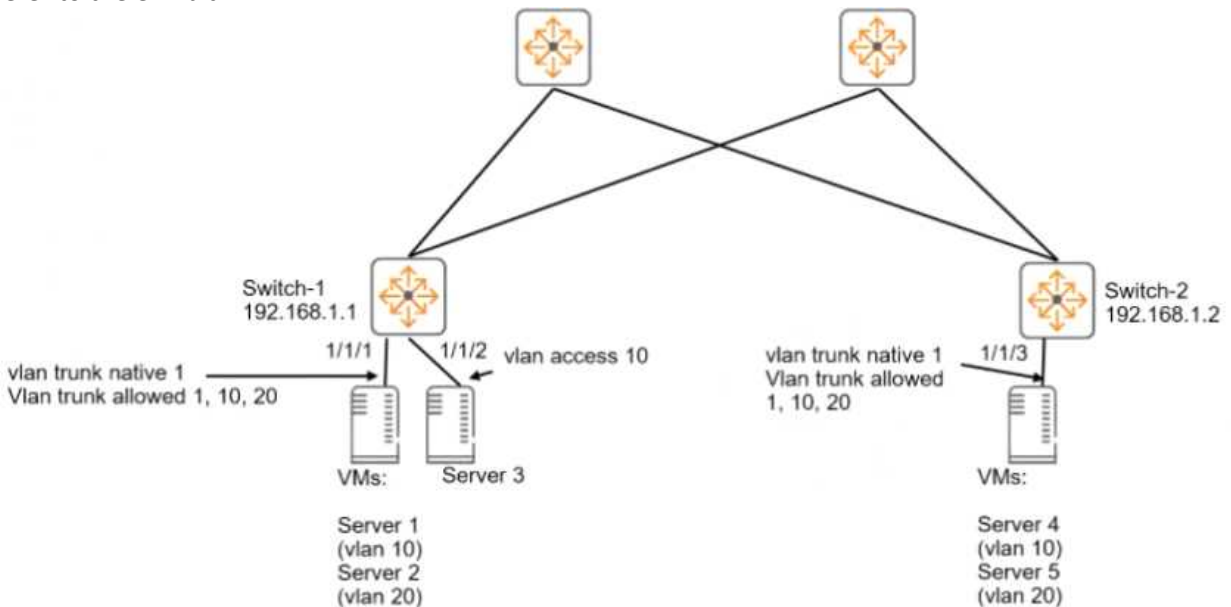 Switch-1
192.168.1.1
Switch-2
192.168.1.2
1/1/1
1/1/2
vlan access 10
vlan trunk native 1
Vlan trunk allowed 1, 10, 20
vlan trunk native 1
Vlan trunk allowed
1, 10, 20
1/1/3
VMs:
Server 3
Server 1
(vlan 10)
Server 2
(vlan 20)
VMs:
Server 4
(vlan 10)
Server 5
(vlan 20)